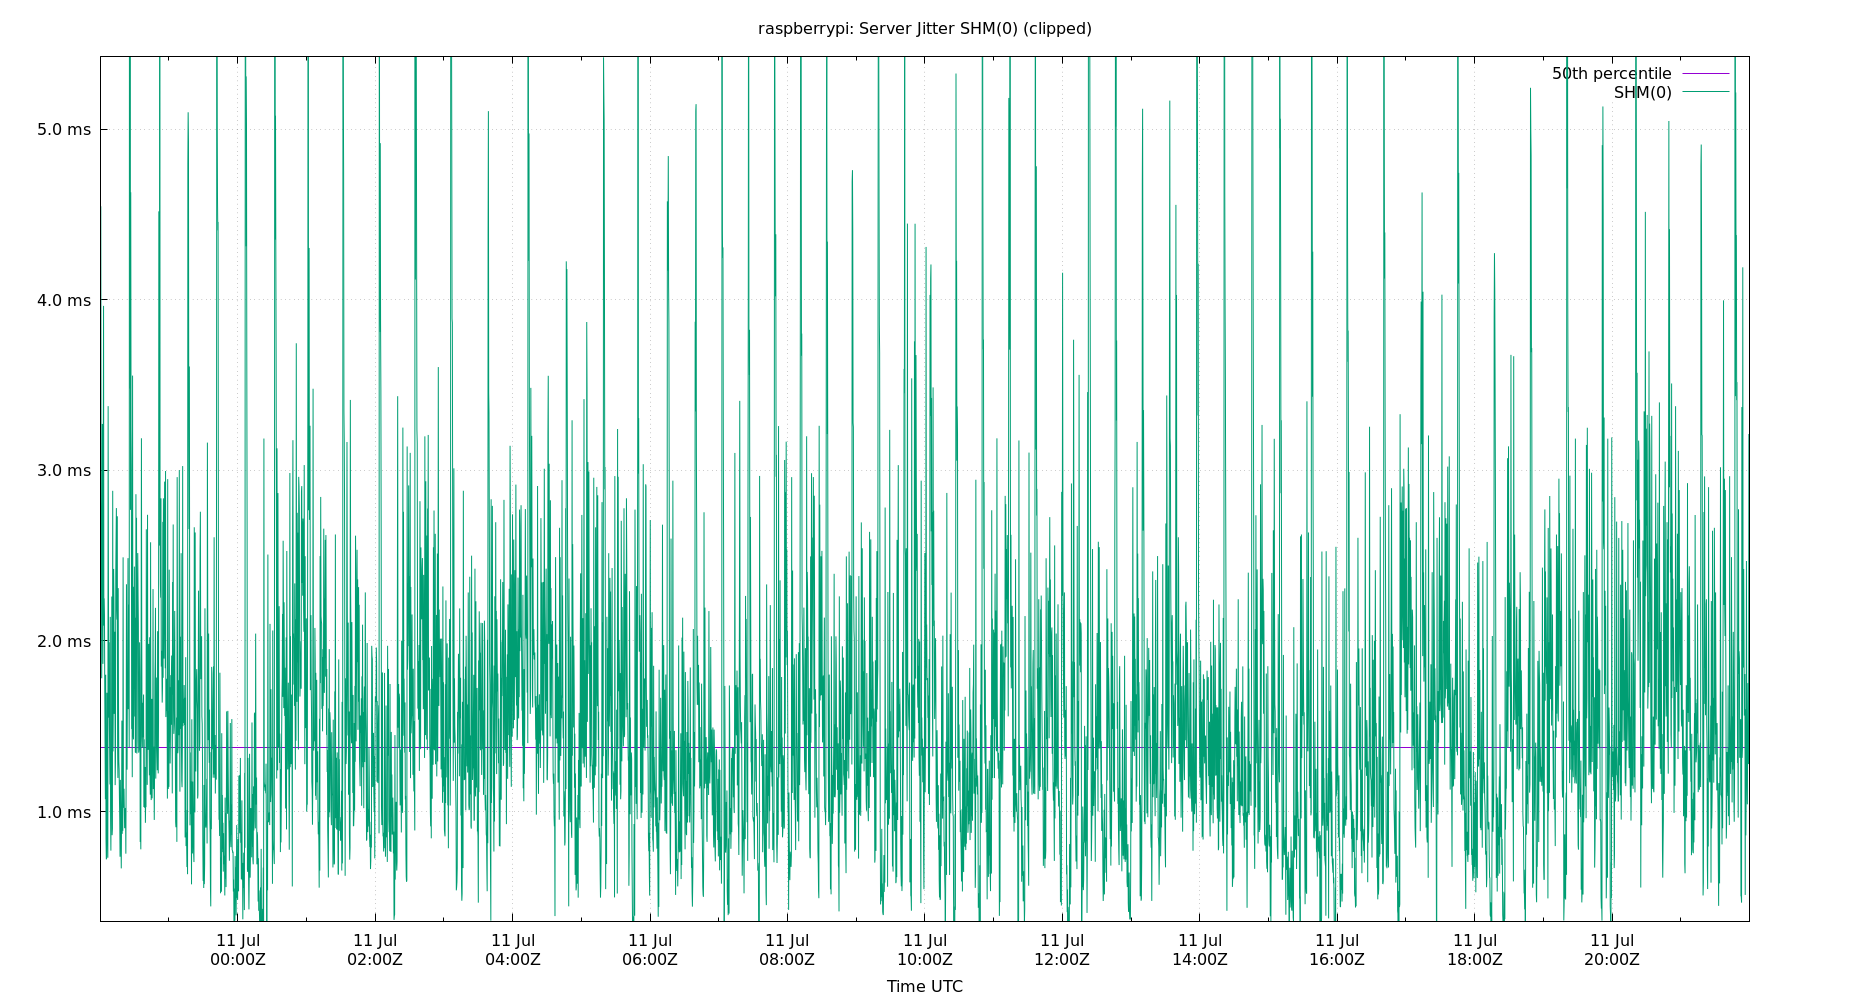 raspberrypi: Server Jitter SHM(0) (clipped)
50th percentile
SHM(0)
5.0 ms
4.0 ms
3.0 ms
2.0 ms
1.0 ms
11 Jul 11 Jul 11 Jul 11 Jul 11 Jul 11 Jul 11 Jul 11 Jul 11 Jul 11 Jul 11 Jul
00:00Z 02:00Z 04:00Z 06:00Z 08:00Z 10:00Z 12:00Z 14:00Z 16:00Z 18:00Z 20:00Z
Time UTC